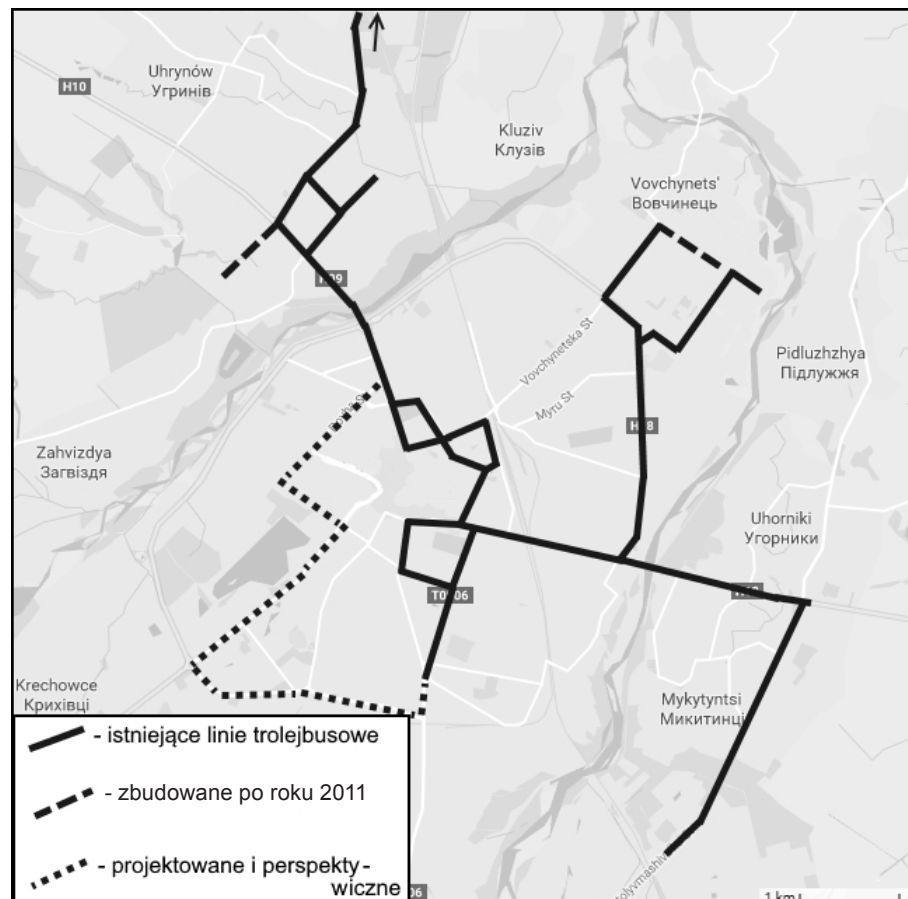 Uhrynów
Угринів
H10
Kluziv
Клузів
Vovchynets'
Вовчинець
Vovchynetska St
Pidluzhzhya
Підлужжя
Myru St
Zahvizdya
Загвіздя
Uhorniki
Угорники
Krechowce
Крихівці
Mykytyntsi
Микитинці
- istniejące linie trolejbusowe
- zbudowane po roku 2011
- projektowane i perspekty-
wiczne
1 km